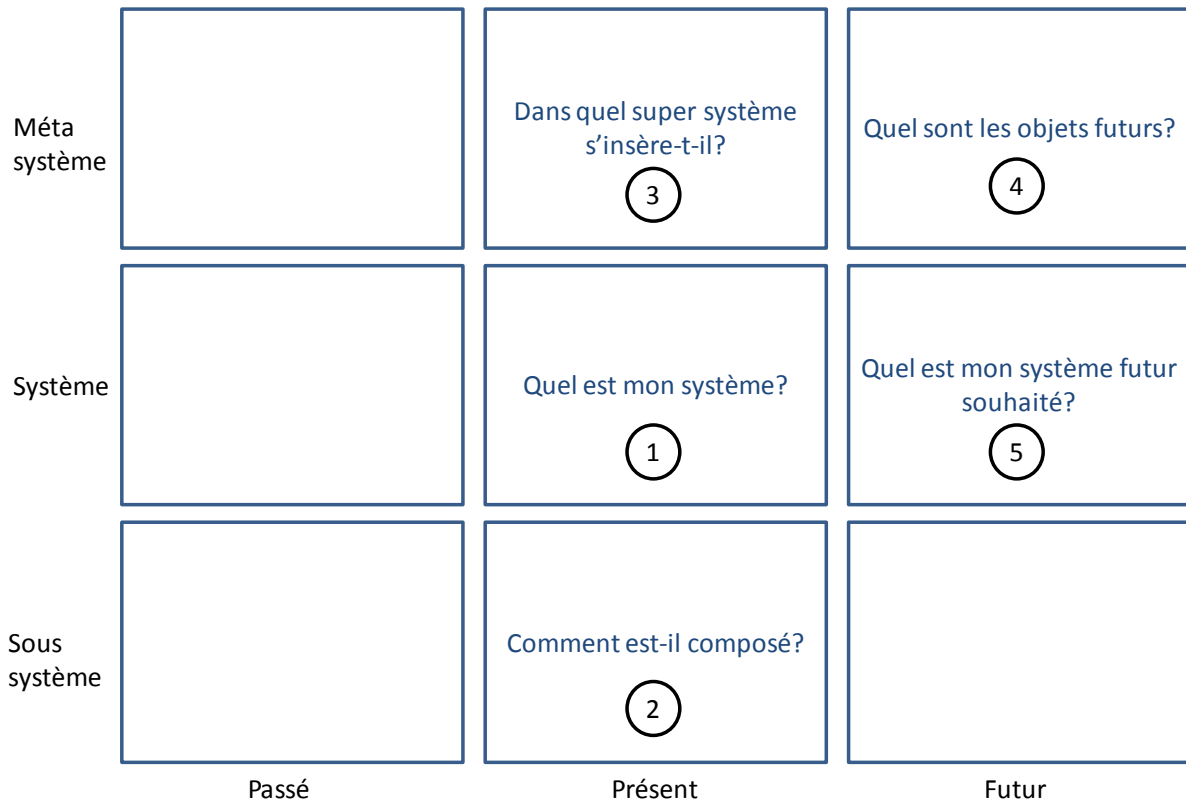 Méta
système
Dans quel super système
s'insère-t-il?
3
Quel sont les objets futurs?
4
Système
Quel est mon système?
1
Quel est mon système futur
souhaité?
5
Sous
système
Comment est-il composé?
2
Passé
Présent
Futur